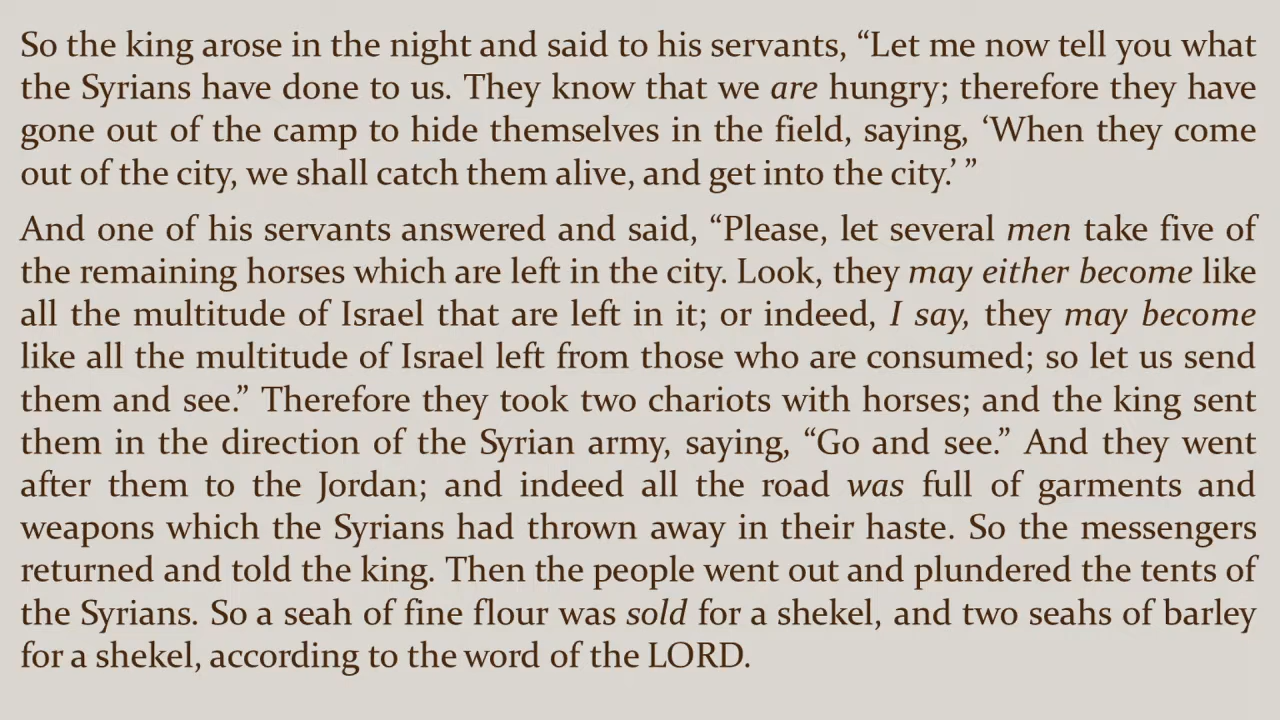 So the king arose in the night and said to his servants, “Let me now tell you what
the Syrians have done to us. They know that we are hungry; therefore they have
gone out of the camp to hide themselves in the field, saying, ‘When they come
out of the city, we shall catch them alive, and get into the city.’ ”
And one of his servants answered and said, “Please, let several men take five of
the remaining horses which are left in the city. Look, they may either become like
all the multitude of Israel that are left in it; or indeed, I say, they may become
like all the multitude of Israel left from those who are consumed; so let us send
them and see.” Therefore they took two chariots with horses; and the king sent
them in the direction of the Syrian army, saying, “Go and see.” And they went
after them to the Jordan; and indeed all the road was full of garments and
weapons which the Syrians had thrown away in their haste. So the messengers
returned and told the king. Then the people went out and plundered the tents of
the Syrians. So a seah of fine flour was sold for a shekel, and two seahs of barley
for a shekel, according to the word of the LORD.